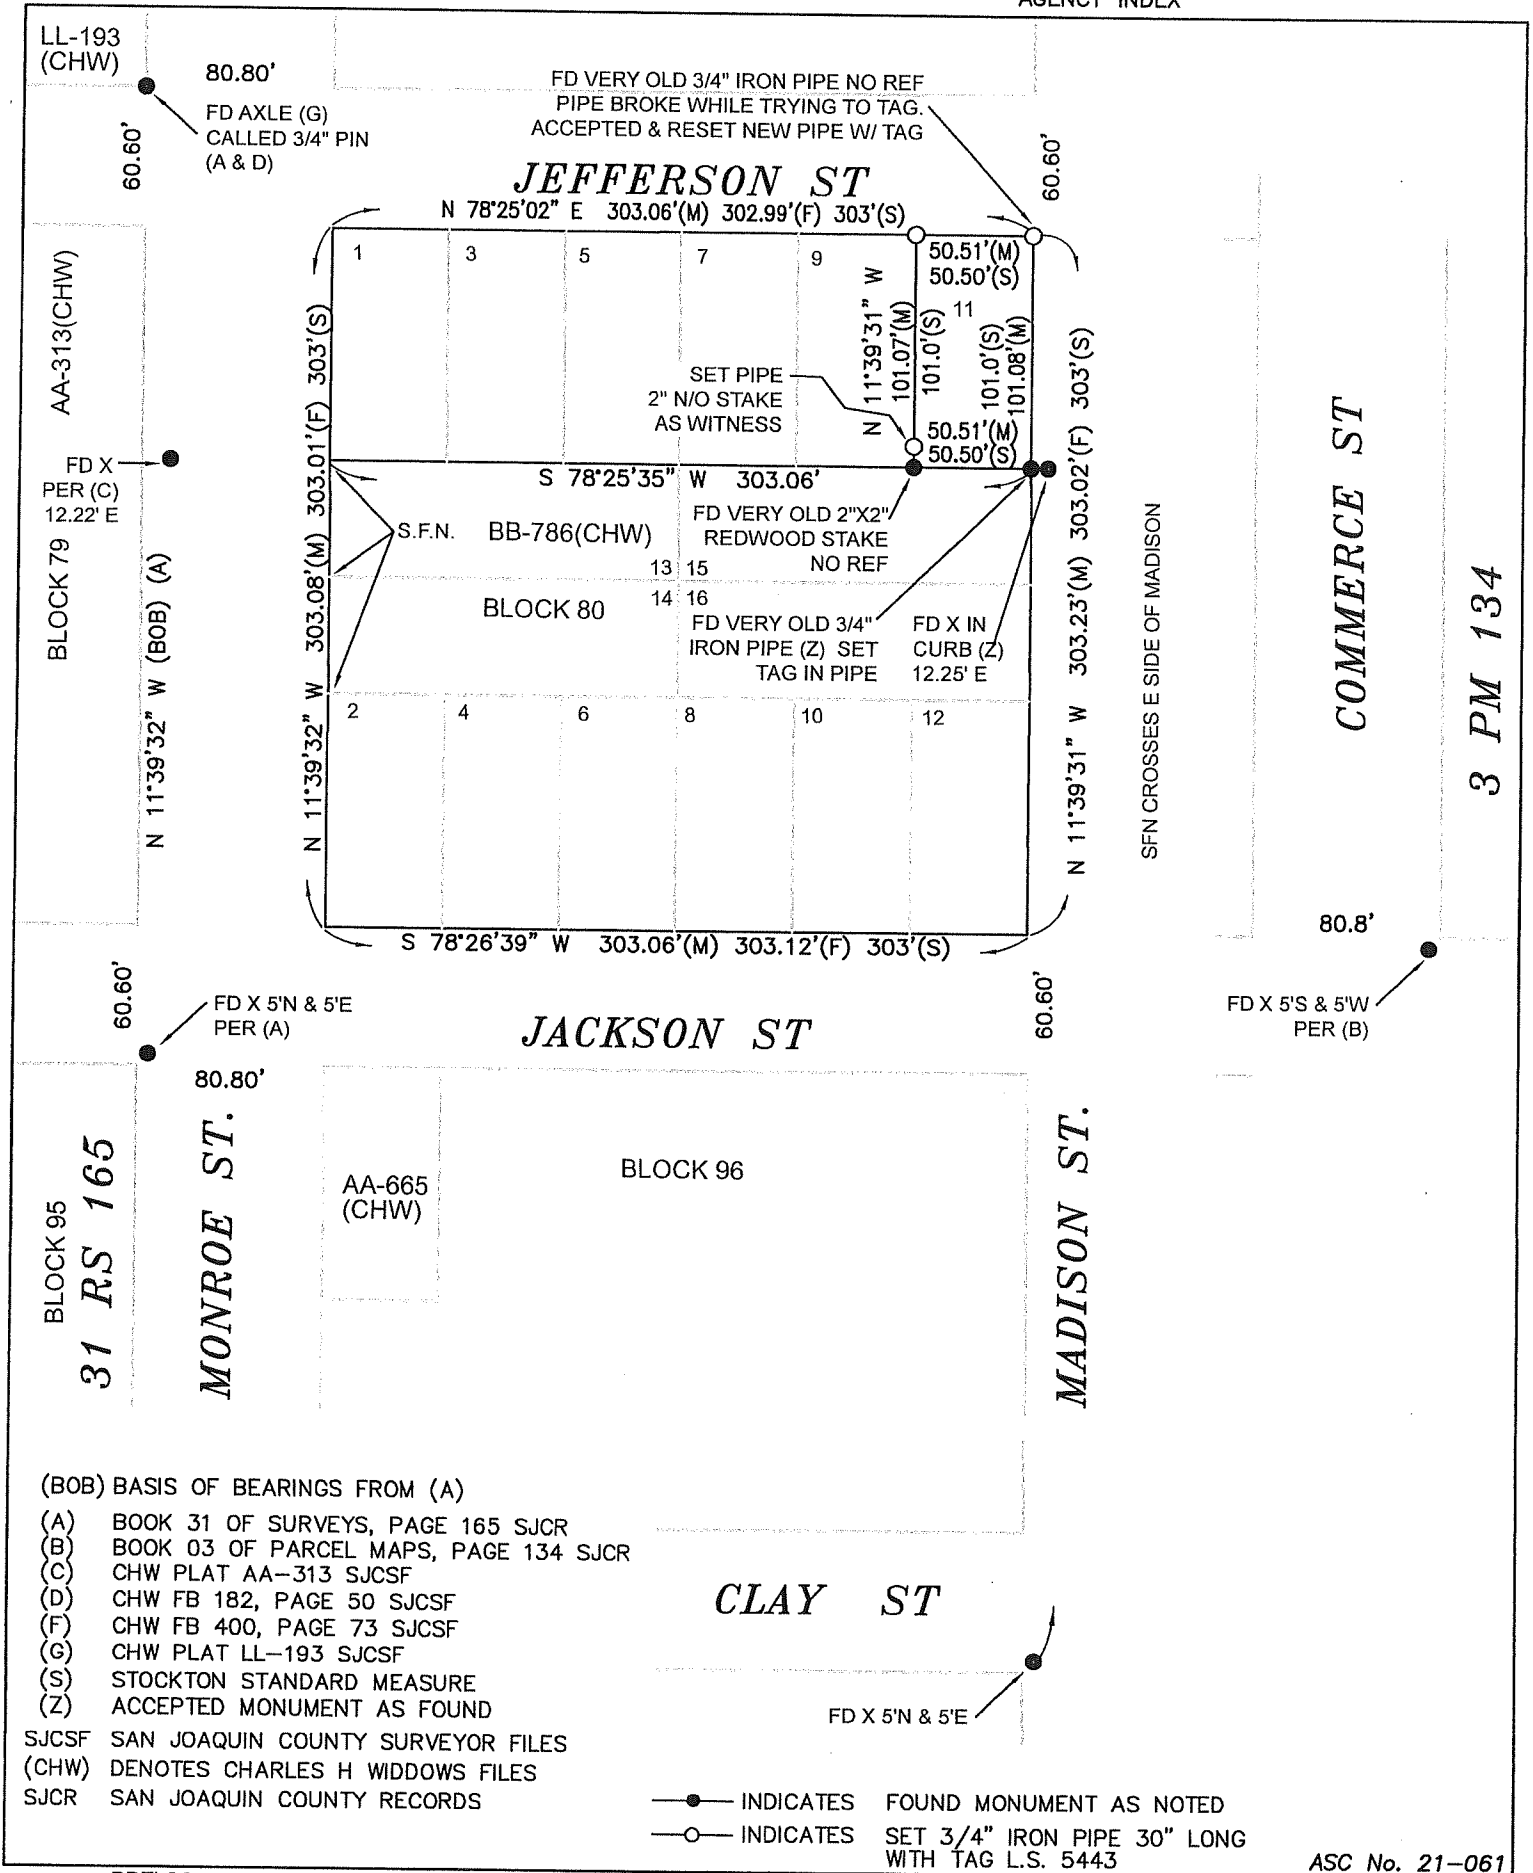 AGENCY INDEX
LL-193
(CHW)
80.80'
FD AXLE (G)
CALLED 3/4" PIN
(A & D)
60.60'
FD VERY OLD 3/4" IRON PIPE NO REF
PIPE BROKE WHILE TRYING TO TAG.
ACCEPTED & RESET NEW PIPE W/ TAG
60.60'
JEFFERSON ST
N 78°25'02" E 303.06'(M) 302.99'(F) 303'(S)
1
3
5
7
9
11
50.51'(M)
50.50'(S)
N 11°39'31" W
101.07'(M)
101.0'(S)
101.0'(S)
101.08'(M)
50.51'(M)
50.50'(S)
SET PIPE
2" N/O STAKE
AS WITNESS
AA-313(CHW)
FD X
PER (C)
12.22' E
BLOCK 79
N 11°39'32" W (BOB) (A)
N 11°39'32" W 303.08'(M) 303.01'(F) 303'(S)
S 78°25'35" W 303.06'
S.F.N.
BB-786(CHW)
FD VERY OLD 2"X2"
REDWOOD STAKE
NO REF
13
15
14
16
BLOCK 80
FD VERY OLD 3/4"
IRON PIPE (Z) SET
TAG IN PIPE
FD X IN
CURB (Z)
12.25' E
N 11°39'31" W 303.23'(M) 303.02'(F) 303'(S)
SFN CROSSES E SIDE OF MADISON
COMMERCE ST
3 PM 134
2
4
6
8
10
12
S 78°26'39" W 303.06'(M) 303.12'(F) 303'(S)
80.8'
60.60'
FD X 5'N & 5'E
PER (A)
JACKSON ST
60.60'
FD X 5'S & 5'W
PER (B)
80.80'
BLOCK 95
31 RS 165
MONROE ST.
AA-665
(CHW)
BLOCK 96
MADISON ST.
(BOB) BASIS OF BEARINGS FROM (A)
(A) BOOK 31 OF SURVEYS, PAGE 165 SJCR
(B) BOOK 03 OF PARCEL MAPS, PAGE 134 SJCR
(C) CHW PLAT AA-313 SJCSF
(D) CHW FB 182, PAGE 50 SJCSF
(F) CHW FB 400, PAGE 73 SJCSF
(G) CHW PLAT LL-193 SJCSF
(S) STOCKTON STANDARD MEASURE
(Z) ACCEPTED MONUMENT AS FOUND
SJCSF SAN JOAQUIN COUNTY SURVEYOR FILES
(CHW) DENOTES CHARLES H WIDDOWS FILES
SJCR SAN JOAQUIN COUNTY RECORDS
CLAY ST
FD X 5'N & 5'E
INDICATES FOUND MONUMENT AS NOTED
INDICATES SET 3/4" IRON PIPE 30" LONG
WITH TAG L.S. 5443
ASC No. 21-061